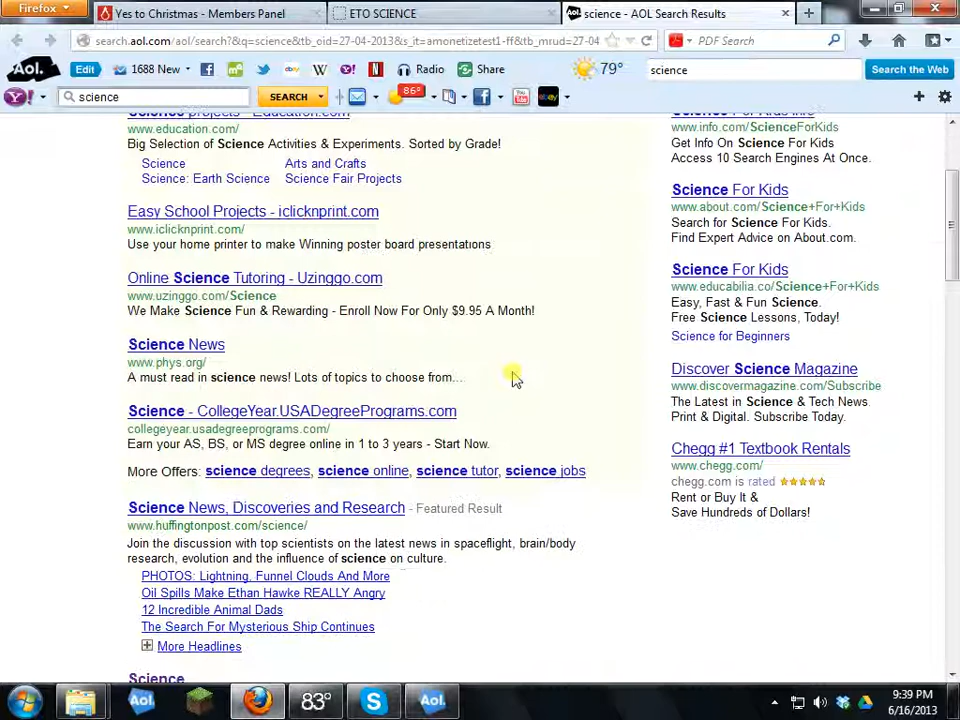 Firefox
Yes to Christmas - Members Panel
ETO SCIENCE
science - AOL Search Results
search.aol.com/aol/search?&q=science&tb_oid=27-04-2013&s_it=amonetizetest1-ff&tb_mrud=27-04
PDF Search
Aol.
Edit
1688 New
Radio
Share
79°
science
Search the Web
science
SEARCH
86°
Science projects - Education.com
www.education.com/
Big Selection of Science Activities & Experiments. Sorted by Grade!
Science
Arts and Crafts
Science: Earth Science
Science Fair Projects
Easy School Projects - iclicknprint.com
www.iclicknprint.com/
Use your home printer to make Winning poster board presentations
Online Science Tutoring - Uzinggo.com
www.uzinggo.com/Science
We Make Science Fun & Rewarding - Enroll Now For Only $9.95 A Month!
Science News
www.phys.org/
A must read in science news! Lots of topics to choose from...
Science - CollegeYear.USADegreePrograms.com
collegeyear.usadegreeprograms.com/
Earn your AS, BS, or MS degree online in 1 to 3 years - Start Now.
More Offers: science degrees, science online, science tutor, science jobs
Science News, Discoveries and Research - Featured Result
www.huffingtonpost.com/science/
Join the discussion with top scientists on the latest news in spaceflight, brain/body
research, evolution and the influence of science on culture.
PHOTOS: Lightning, Funnel Clouds And More
Oil Spills Make Ethan Hawke REALLY Angry
12 Incredible Animal Dads
The Search For Mysterious Ship Continues
More Headlines
Science
Science For Kids Info
www.info.com/ScienceForKids
Get Info On Science For Kids
Access 10 Search Engines At Once.
Science For Kids
www.about.com/Science+For+Kids
Search for Science For Kids.
Find Expert Advice on About.com.
Science For Kids
www.educabilia.co/Science+For+Kids
Easy, Fast & Fun Science.
Free Science Lessons, Today!
Science for Beginners
Discover Science Magazine
www.discovermagazine.com/Subscribe
The Latest in Science & Tech News.
Print & Digital. Subscribe Today.
Chegg #1 Textbook Rentals
www.chegg.com/
chegg.com is rated
Rent or Buy It &
Save Hundreds of Dollars!
Aol.
83°
Aol.
9:39 PM
6/16/2013